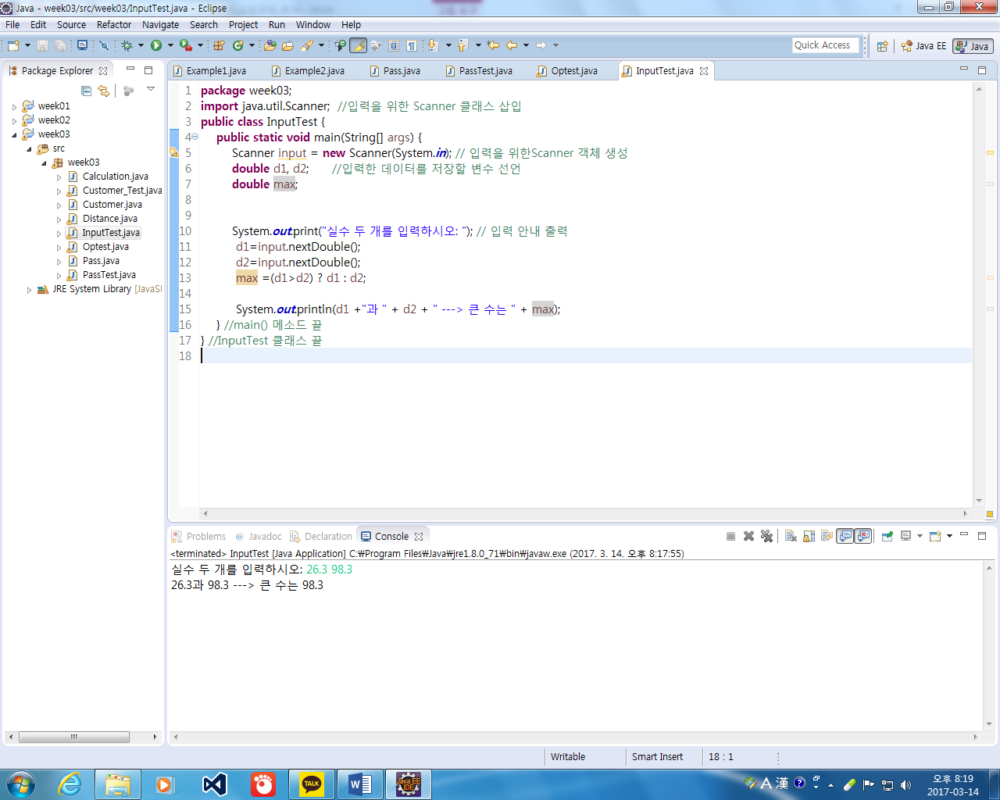 Java - week03/src/week03/InputTest.java - Eclipse
File Edit Source Refactor Navigate Search Project Run Window Help
Quick Access Java EE Java
Package Explorer
week01
week02
week03
src
week03
Calculation.java
Customer_Test.java
Customer.java
Distance.java
InputTest.java
Optest.java
Pass.java
PassTest.java
JRE System Library [JavaSI
Example1.java Example2.java Pass.java PassTest.java Optest.java InputTest.java
1 package week03;
2 import java.util.Scanner; //입력을 위한 Scanner 클래스 삽입
3 public class InputTest {
4 public static void main(String[] args) {
5 Scanner input = new Scanner(System.in); // 입력을 위한Scanner 객체 생성
6 double d1, d2; //입력한 데이터를 저장할 변수 선언
7 double max;
8
9
10 System.out.print("실수 두 개를 입력하시오: "); // 입력 안내 출력
11 d1=input.nextDouble();
12 d2=input.nextDouble();
13 max =(d1>d2) ? d1 : d2;
14
15 System.out.println(d1 +"과 " + d2 + " ---> 큰 수는 " + max);
16 } //main() 메소드 끝
17 } //InputTest 클래스 끝
18
Problems @ Javadoc Declaration Console
<terminated> InputTest [Java Application] C:₩Program Files₩Java₩jre1.8.0_71₩bin₩javaw.exe (2017. 3. 14. 오후 8:17:55)
실수 두 개를 입력하시오: 26.3 98.3
26.3과 98.3 ---> 큰 수는 98.3
Writable Smart Insert 18 : 1
TALK
W
Java EE IDE
A 漢 ?
오후 8:19
2017-03-14